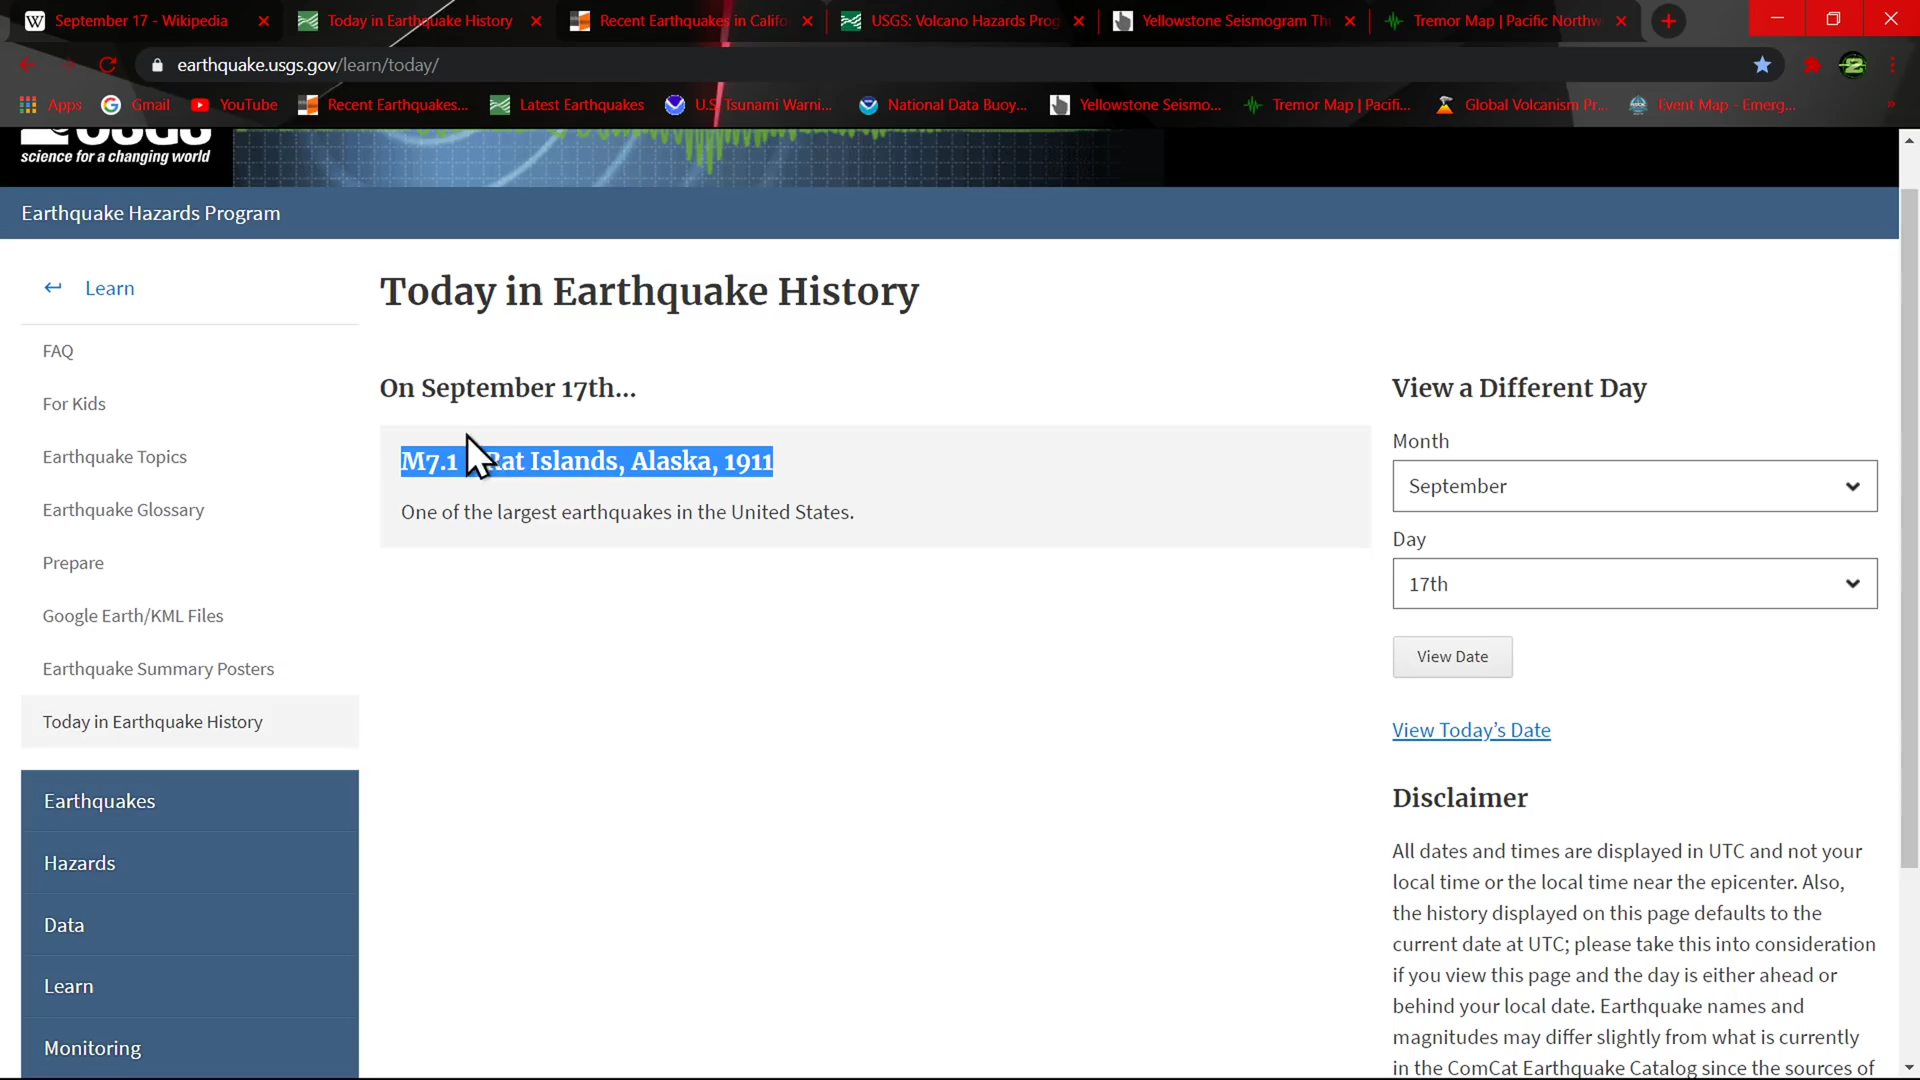 September 17 - Wikipedia
Today in Earthquake History
Recent Earthquakes in Califo
USGS: Volcano Hazards Prog
Yellowstone Seismogram Th
Tremor Map | Pacific Northw
earthquake.usgs.gov/learn/today/
Apps
Gmail
YouTube
Recent Earthquakes...
Latest Earthquakes
U.S. Tsunami Warni...
National Data Buoy...
Yellowstone Seismo...
Tremor Map | Pacifi...
Global Volcanism Pr...
Event Map - Emerg...
»
science for a changing world
Earthquake Hazards Program
Learn
FAQ
For Kids
Earthquake Topics
Earthquake Glossary
Prepare
Google Earth/KML Files
Earthquake Summary Posters
Today in Earthquake History
Earthquakes
Hazards
Data
Learn
Monitoring
Today in Earthquake History
On September 17th...
M7.1 Rat Islands, Alaska, 1911
One of the largest earthquakes in the United States.
View a Different Day
Month
September
Day
17th
View Date
View Today's Date
Disclaimer
All dates and times are displayed in UTC and not your
local time or the local time near the epicenter. Also,
the history displayed on this page defaults to the
current date at UTC; please take this into consideration
if you view this page and the day is either ahead or
behind your local date. Earthquake names and
magnitudes may differ slightly from what is currently
in the ComCat Earthquake Catalog since the sources of